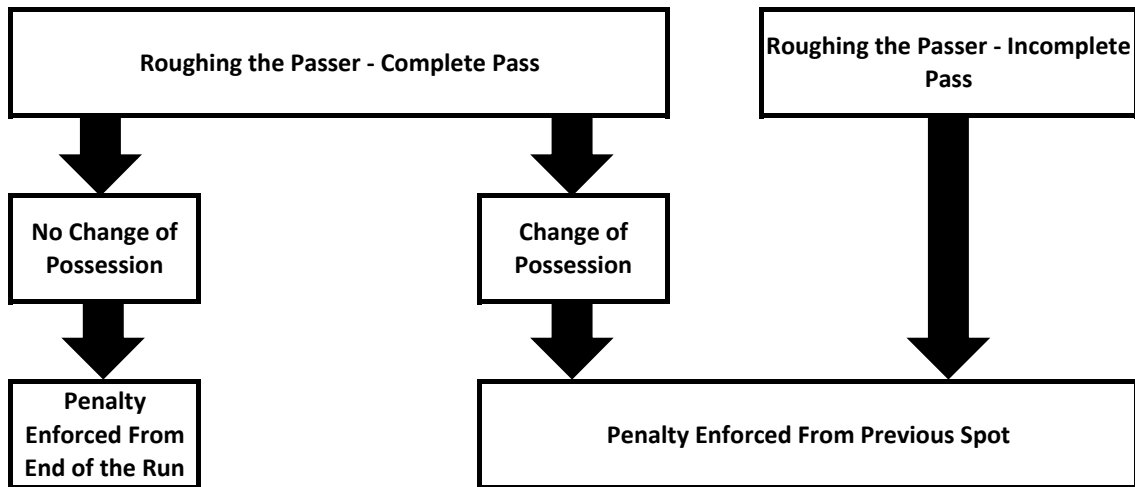 Roughing the Passer - Complete Pass
Roughing the Passer - Incomplete
Pass
No Change of
Possession
Change of
Possession
Penalty
Enforced From
End of the Run
Penalty Enforced From Previous Spot